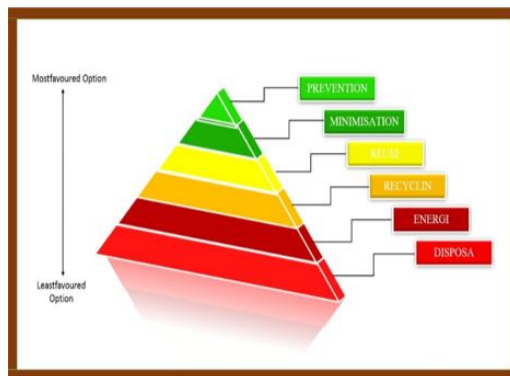 Mostfavoured Option
PREVENTION
MINIMISATION
REUSE
RECYCLIN
ENERGI
DISPOSA
Leastfavoured
Option